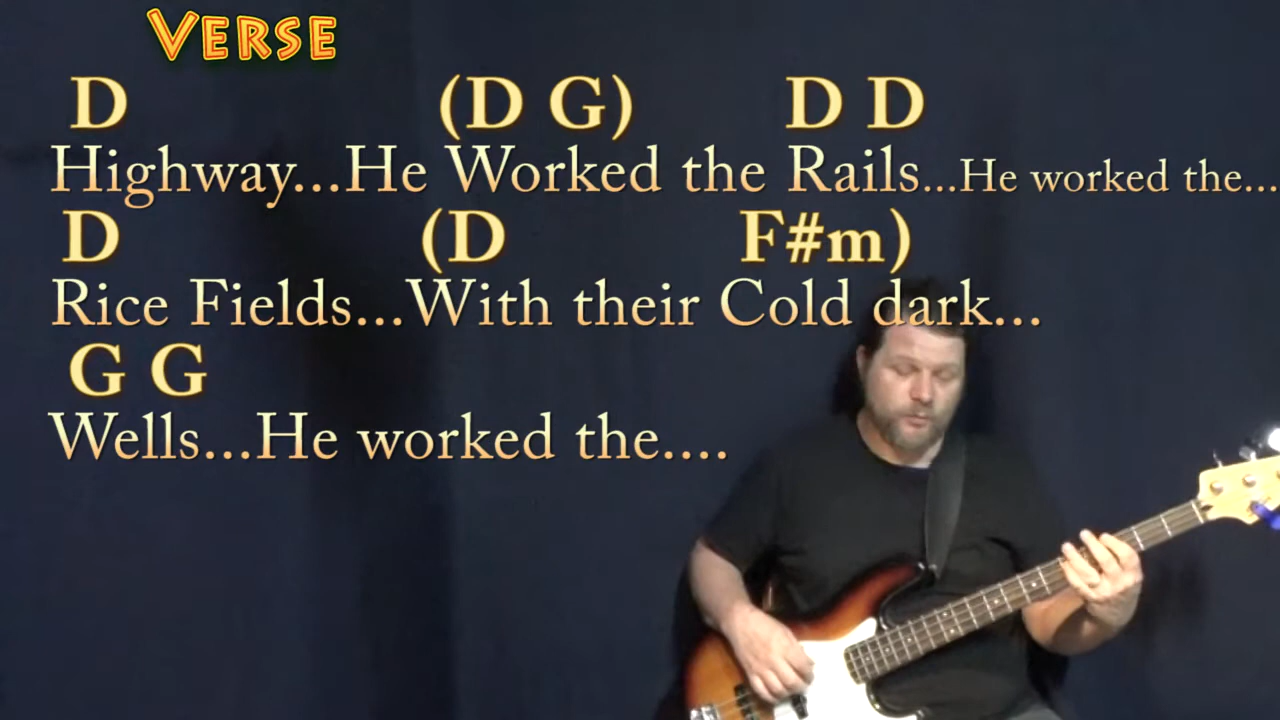 VERSE
D (D G) D D
Highway...He Worked the Rails...He worked the...
D (D F#m)
Rice Fields...With their Cold dark...
G G
Wells...He worked the....